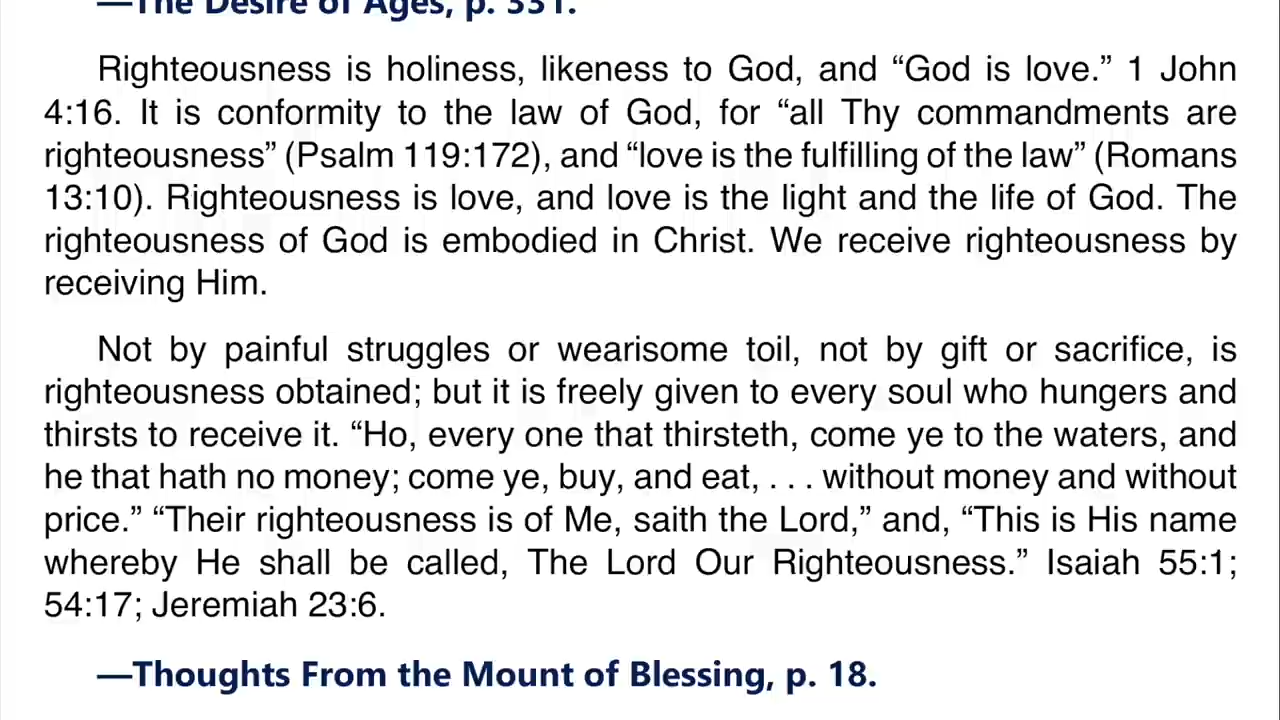 —The Desire of Ages, p. 331.
Righteousness is holiness, likeness to God, and “God is love.” 1 John
4:16. It is conformity to the law of God, for “all Thy commandments are
righteousness” (Psalm 119:172), and “love is the fulfilling of the law” (Romans
13:10). Righteousness is love, and love is the light and the life of God. The
righteousness of God is embodied in Christ. We receive righteousness by
receiving Him.
Not by painful struggles or wearisome toil, not by gift or sacrifice, is
righteousness obtained; but it is freely given to every soul who hungers and
thirsts to receive it. “Ho, every one that thirsteth, come ye to the waters, and
he that hath no money; come ye, buy, and eat, . . . without money and without
price.” “Their righteousness is of Me, saith the Lord,” and, “This is His name
whereby He shall be called, The Lord Our Righteousness.” Isaiah 55:1;
54:17; Jeremiah 23:6.
—Thoughts From the Mount of Blessing, p. 18.